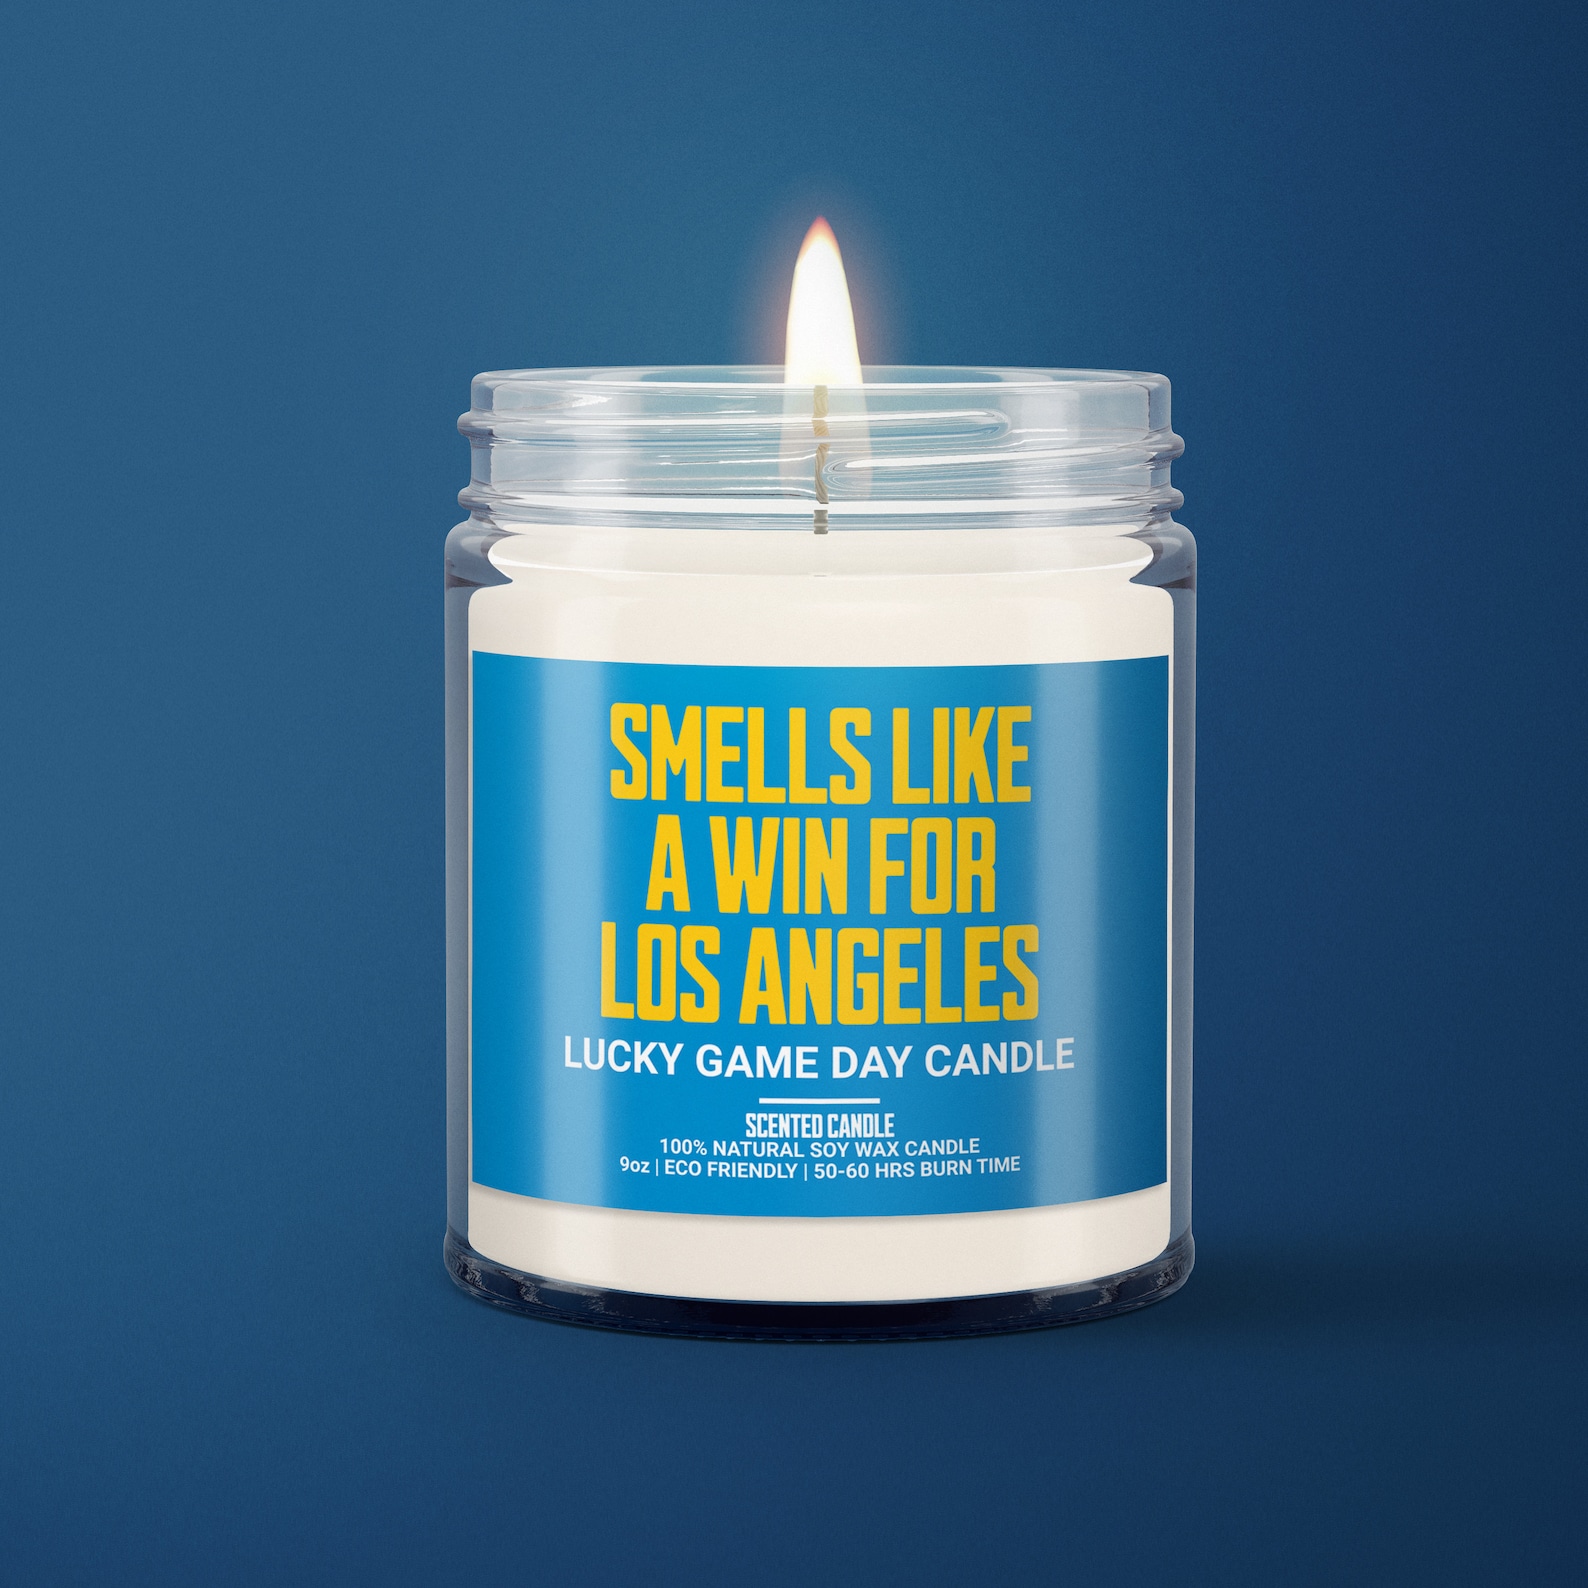 SMELLS LIKE
A WIN FOR
LOS ANGELES
LUCKY GAME DAY CANDLE
SCENTED CANDLE
100% NATURAL SOY WAX CANDLE
9oz | ECO FRIENDLY | 50-60 HRS BURN TIME